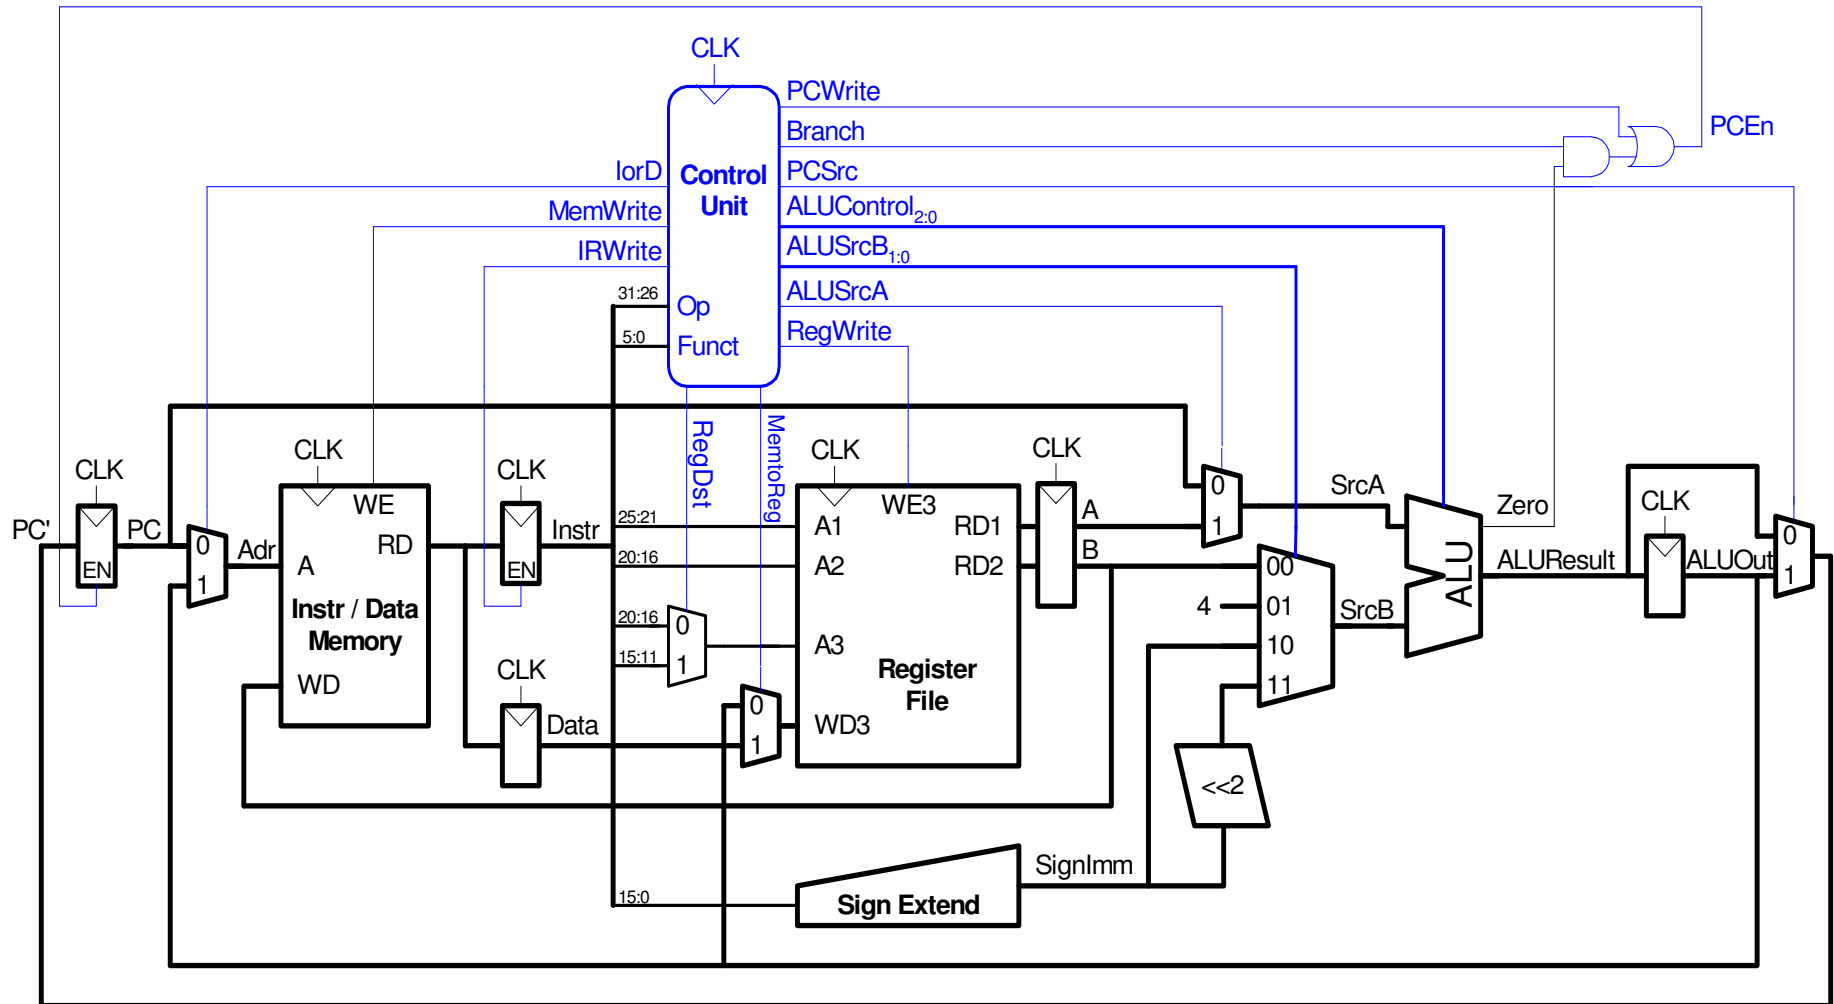 CLK
PCWrite
Branch
PCEn
IorD
Control
Unit
PCSrc
MemWrite
ALUControl2:0
IRWrite
ALUSrcB1:0
31:26
Op
ALUSrcA
5:0
Funct
RegWrite
RegDst
MemtoReg
CLK
PC'
EN
PC
0
1
Adr
CLK
WE
A
RD
Instr / Data
Memory
WD
CLK
EN
Instr
CLK
Data
25:21
20:16
20:16
0
15:11
1
0
1
CLK
WE3
A1
RD1
A2
RD2
A3
Register
File
WD3
CLK
A
B
0
1
SrcA
00
4
01
10
11
SrcB
<<2
SignImm
15:0
Sign Extend
ALU
Zero
ALUResult
CLK
ALUOut
0
1